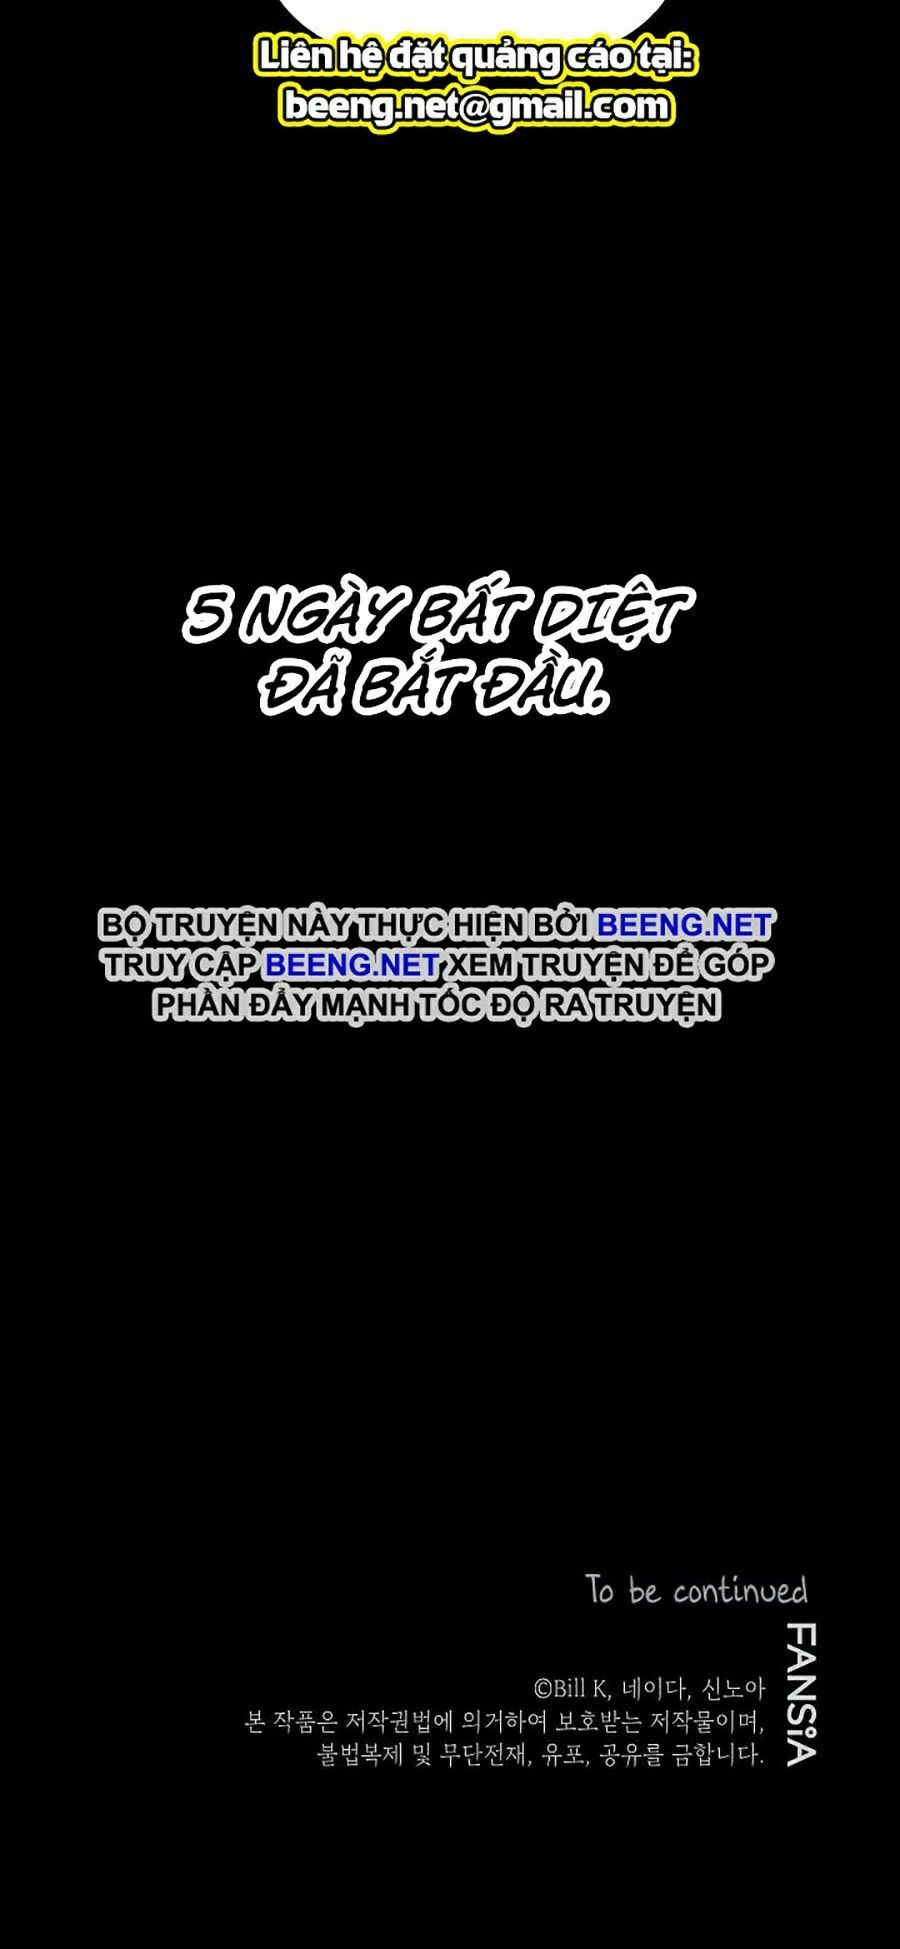 Liên hệ đặt quảng cáo tại:
beeng.net@gmail.com
5 NGÀY BẤT DIỆT
ĐÃ BẮT ĐẦU.
BỘ TRUYỆN NÀY THỰC HIỆN BỞI BEENG.NET
TRUY CẬP BEENG.NET XEM TRUYỆN ĐỂ GÓP
PHẦN ĐẨY MẠNH TỐC ĐỘ RA TRUYỆN
To be continued
FANSIA
©Bill K, 네이다, 신노아
본 작품은 저작권법에 의거하여 보호받는 저작물이며,
불법복제 및 무단전재, 유포, 공유를 금합니다.